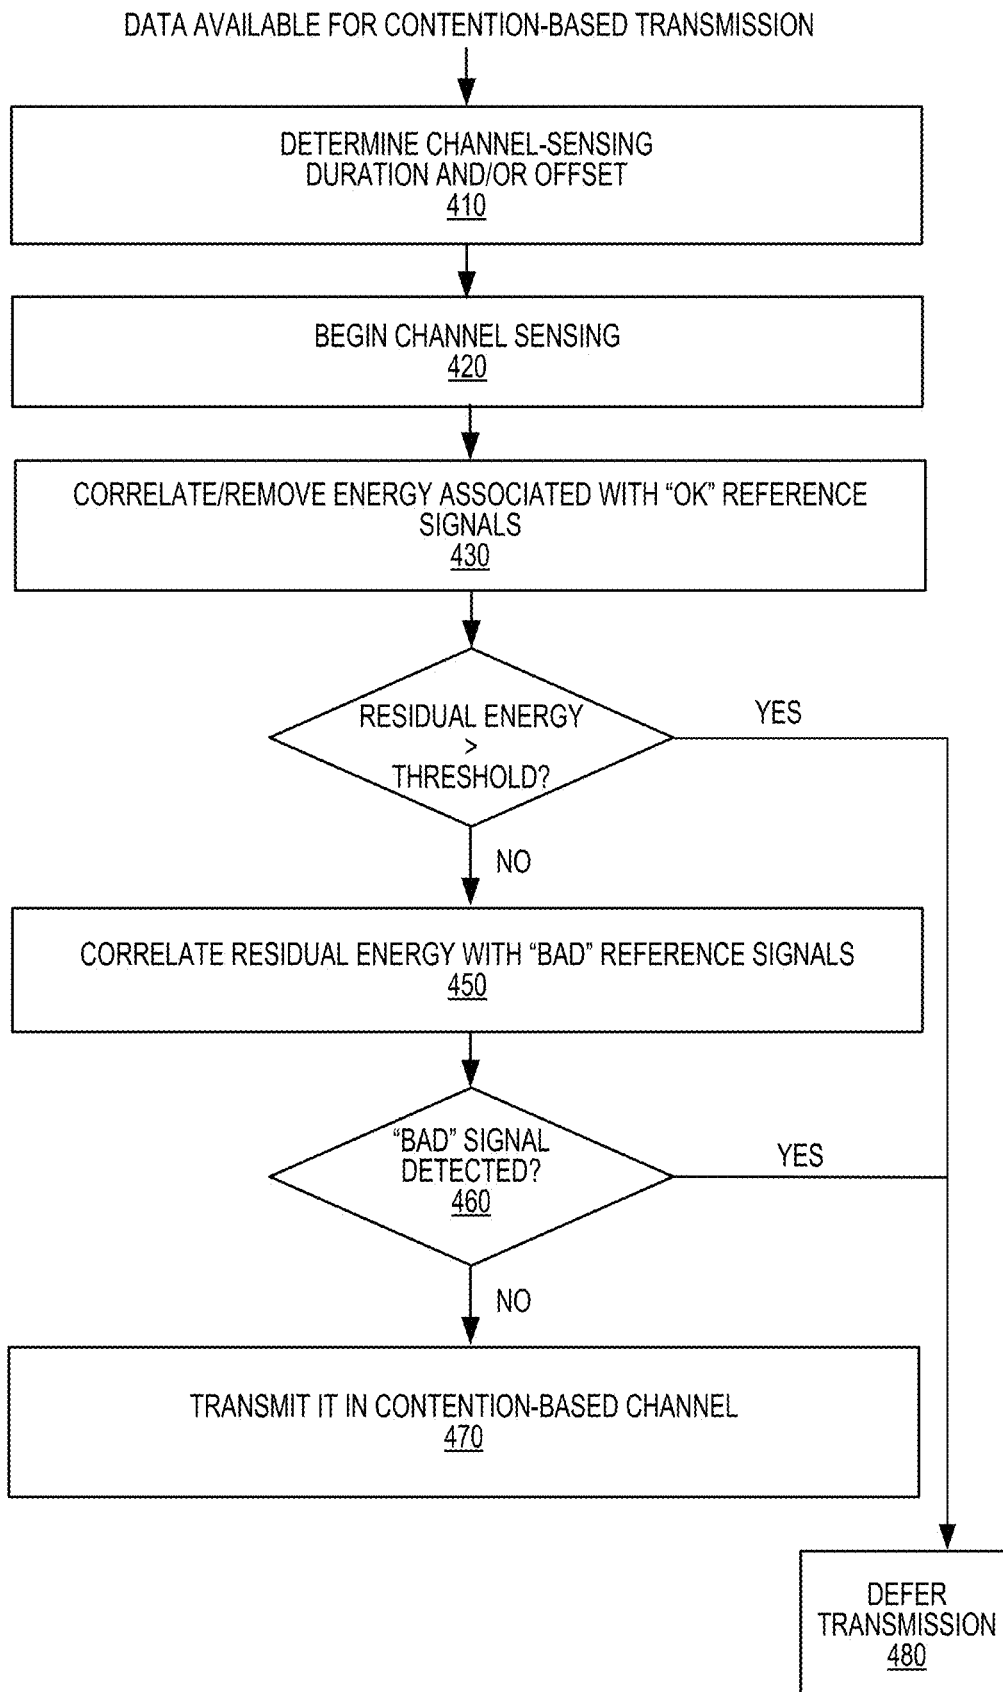 DATA AVAILABLE FOR CONTENTION-BASED TRANSMISSION
DETERMINE CHANNEL-SENSING
DURATION AND/OR OFFSET
410
BEGIN CHANNEL SENSING
420
CORRELATE/REMOVE ENERGY ASSOCIATED WITH “OK” REFERENCE
SIGNALS
430
RESIDUAL ENERGY
>
THRESHOLD?
YES
NO
CORRELATE RESIDUAL ENERGY WITH “BAD” REFERENCE SIGNALS
450
“BAD” SIGNAL
DETECTED?
460
YES
NO
TRANSMIT IT IN CONTENTION-BASED CHANNEL
470
DEFER
TRANSMISSION
480